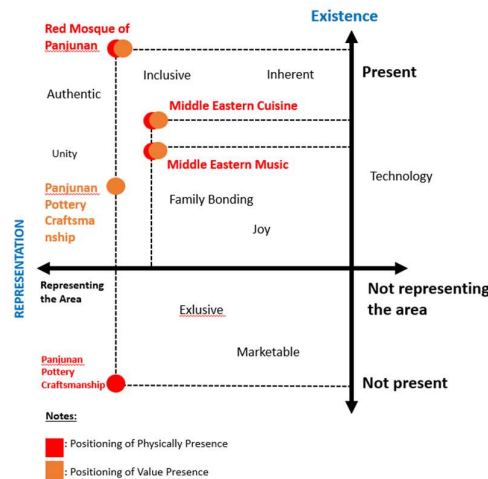 Existence
Red Mosque of
Panjunan
Present
Inclusive
Inherent
Authentic
Middle Eastern Cuisine
Unity
Middle Eastern Music
Technology
Panjunan
Pottery
Craftsma
nship
Family Bonding
Joy
REPRESENTATION
Representing
the Area
Not representing
the area
Exlusive
Marketable
Panjunan
Pottery
Craftsmanship
Not present
Notes:
: Positioning of Physically Presence
: Positioning of Value Presence